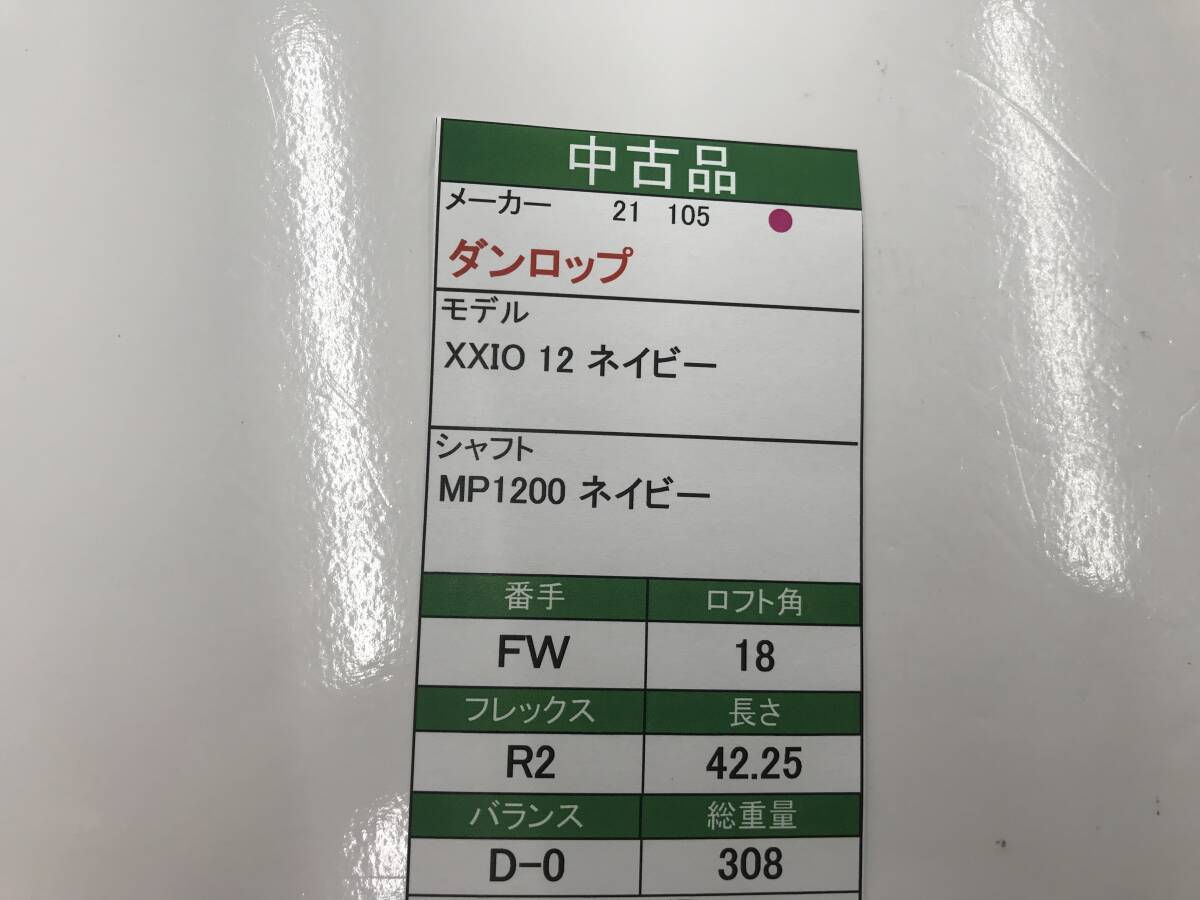 中古品
メーカー 21 105
ダンロップ
モデル
XXIO 12 ネイビー
シャフト
MP1200 ネイビー
番手 ロフト角
FW 18
フレックス 長さ
R2 42.25
バランス 総重量
D-0 308